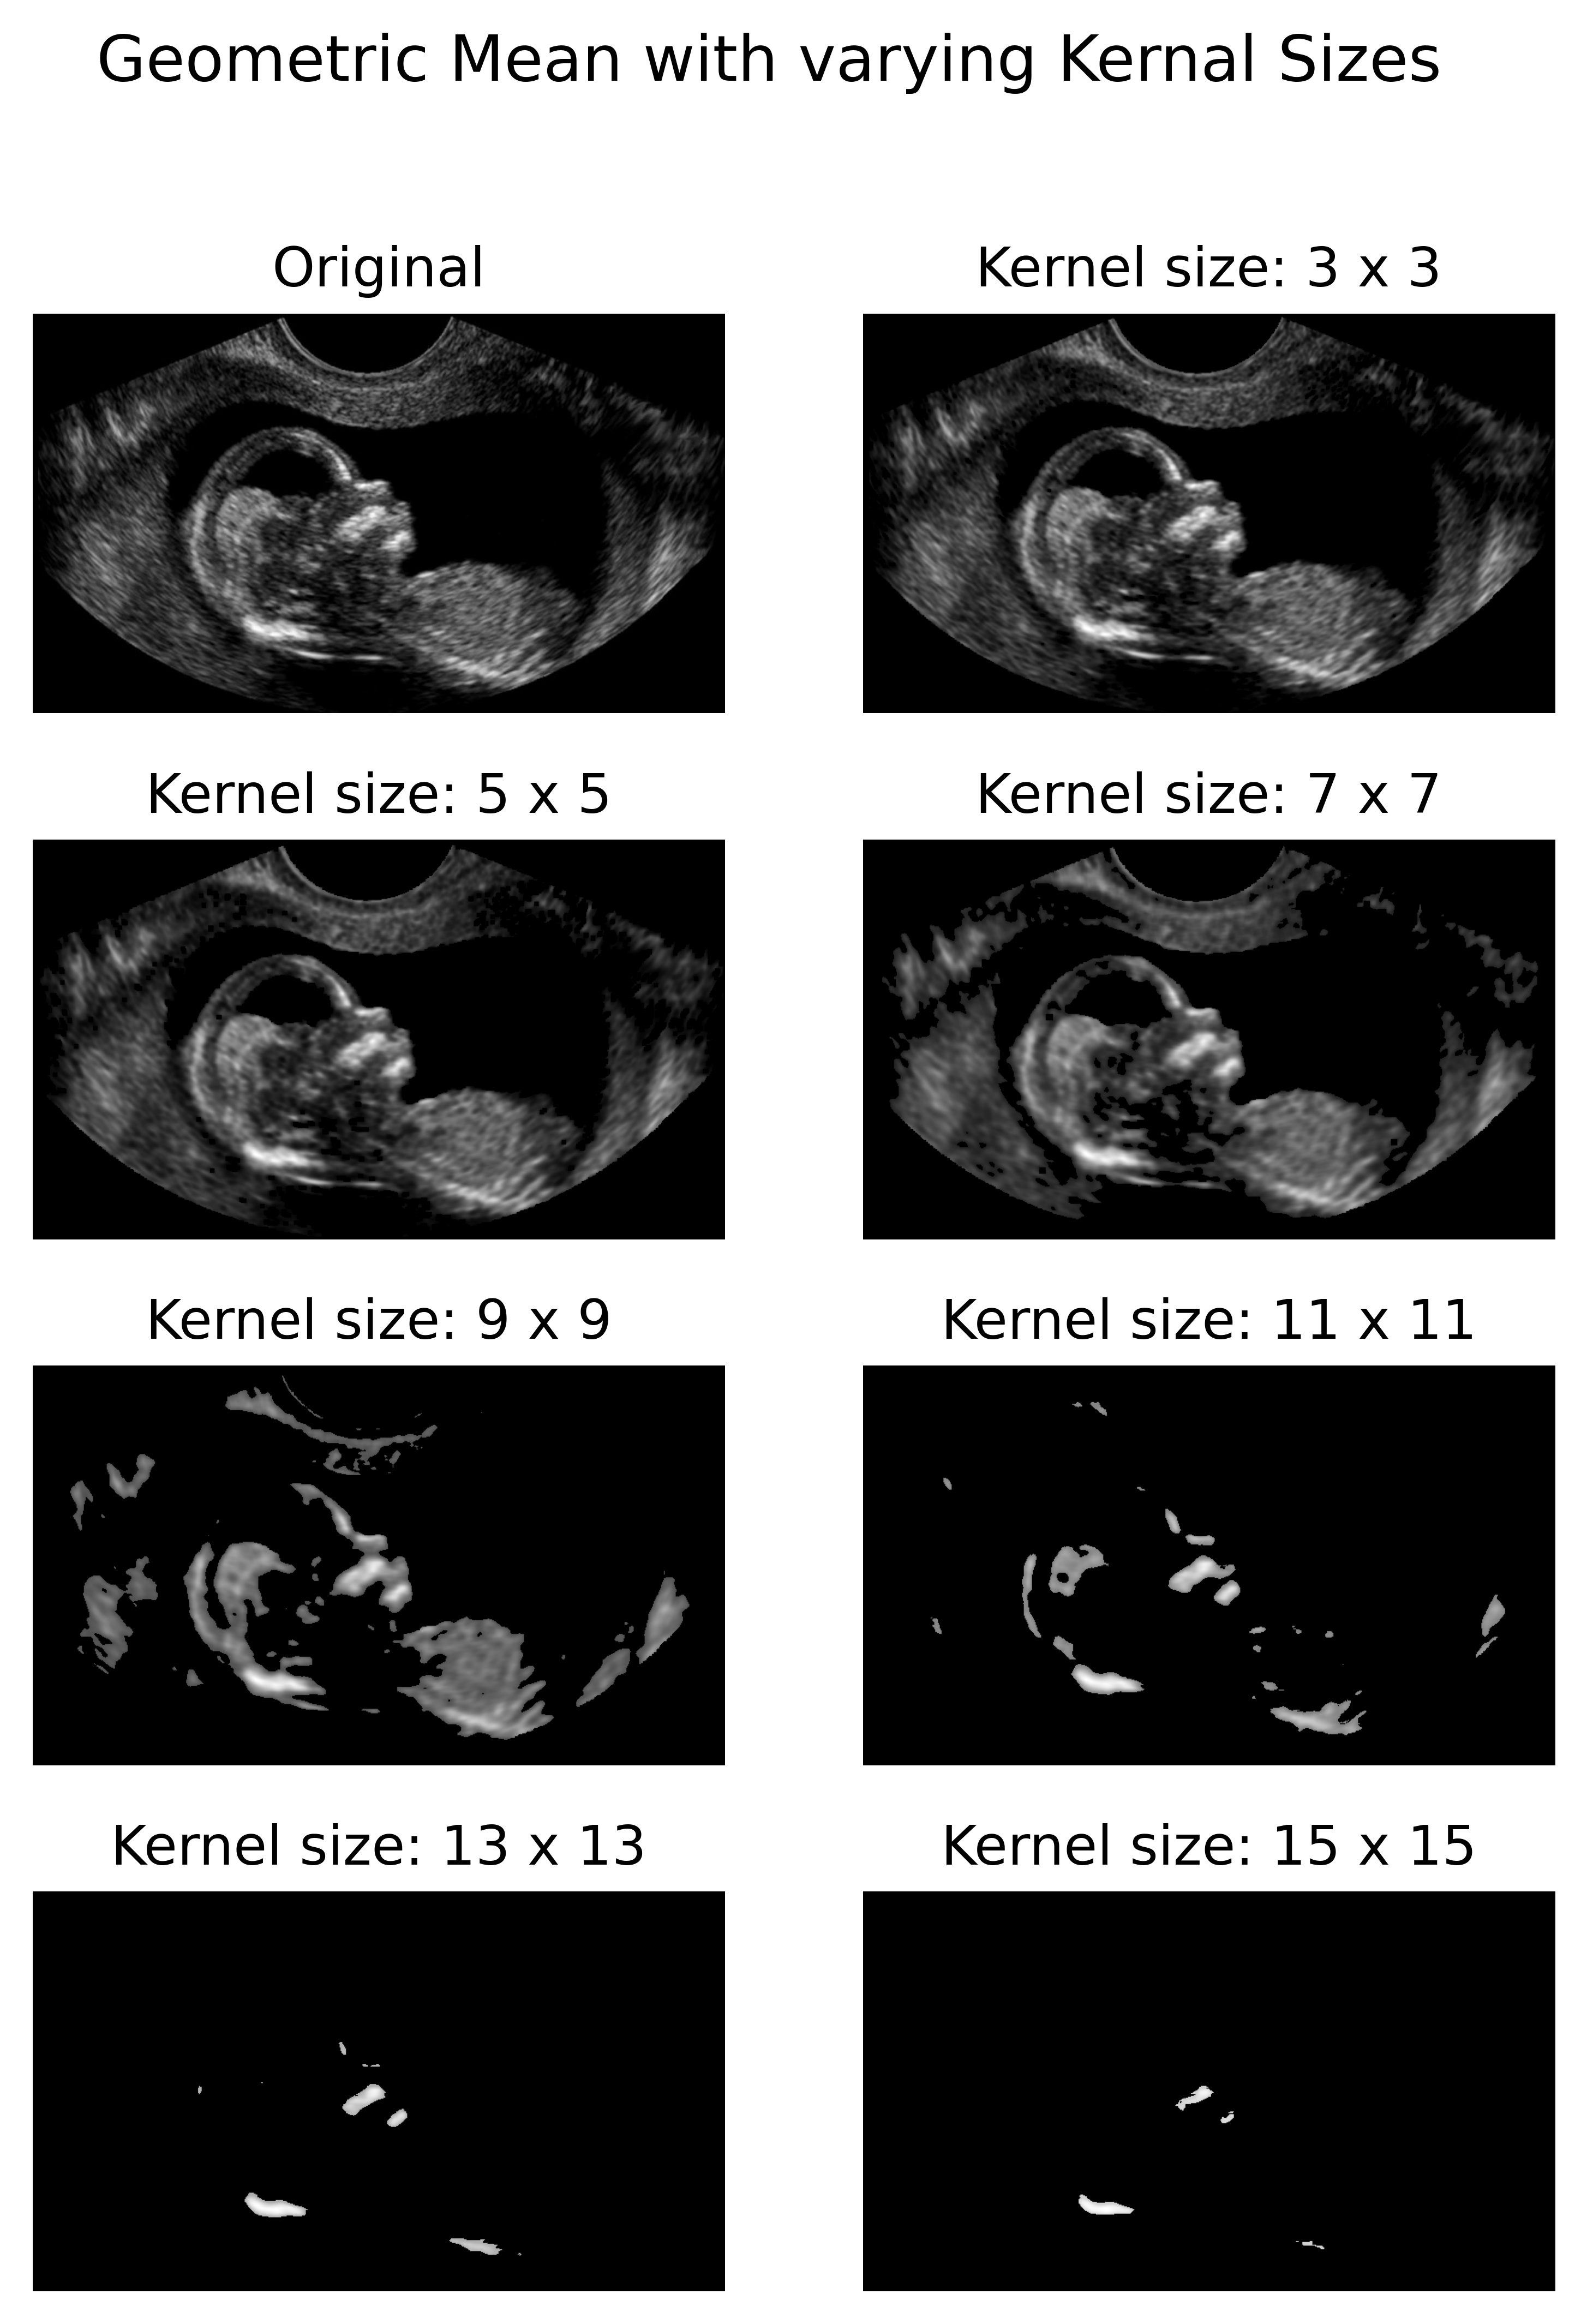 Geometric Mean with varying Kernal Sizes
Original
Kernel size: 3 x 3
Kernel size: 5 x 5
Kernel size: 7 x 7
Kernel size: 9 x 9
Kernel size: 11 x 11
Kernel size: 13 x 13
Kernel size: 15 x 15